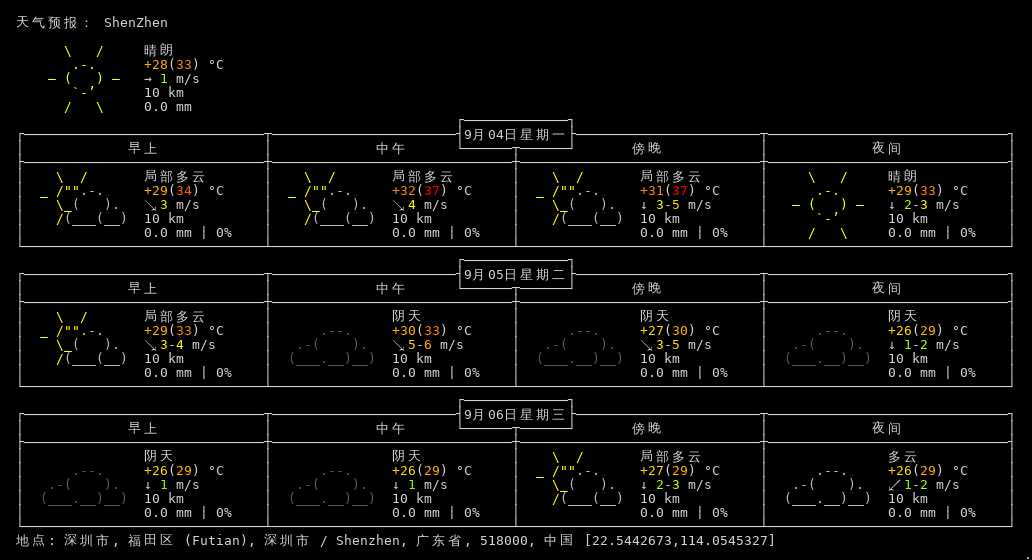 天气预报： ShenZhen
晴朗
+28(33) °C
→ 1 m/s
10 km
0.0 mm
9月04日星期一
早上 中午 傍晚 夜间
局部多云 局部多云 局部多云 晴朗
+29(34) °C +32(37) °C +31(37) °C +29(33) °C
↘ 3 m/s ↘ 4 m/s ↓ 3-5 m/s ↓ 2-3 m/s
10 km 10 km 10 km 10 km
0.0 mm | 0% 0.0 mm | 0% 0.0 mm | 0% 0.0 mm | 0%
9月05日星期二
早上 中午 傍晚 夜间
局部多云 阴天 阴天 阴天
+29(33) °C +30(33) °C +27(30) °C +26(29) °C
↘ 3-4 m/s ↘ 5-6 m/s ↘ 3-5 m/s ↓ 1-2 m/s
10 km 10 km 10 km 10 km
0.0 mm | 0% 0.0 mm | 0% 0.0 mm | 0% 0.0 mm | 0%
9月06日星期三
早上 中午 傍晚 夜间
阴天 阴天 局部多云 多云
+26(29) °C +26(29) °C +27(29) °C +26(29) °C
↓ 1 m/s ↓ 1 m/s ↓ 2-3 m/s ↙ 1-2 m/s
10 km 10 km 10 km 10 km
0.0 mm | 0% 0.0 mm | 0% 0.0 mm | 0% 0.0 mm | 0%
地点: 深圳市, 福田区 (Futian), 深圳市 / Shenzhen, 广东省, 518000, 中国 [22.5442673,114.0545327]